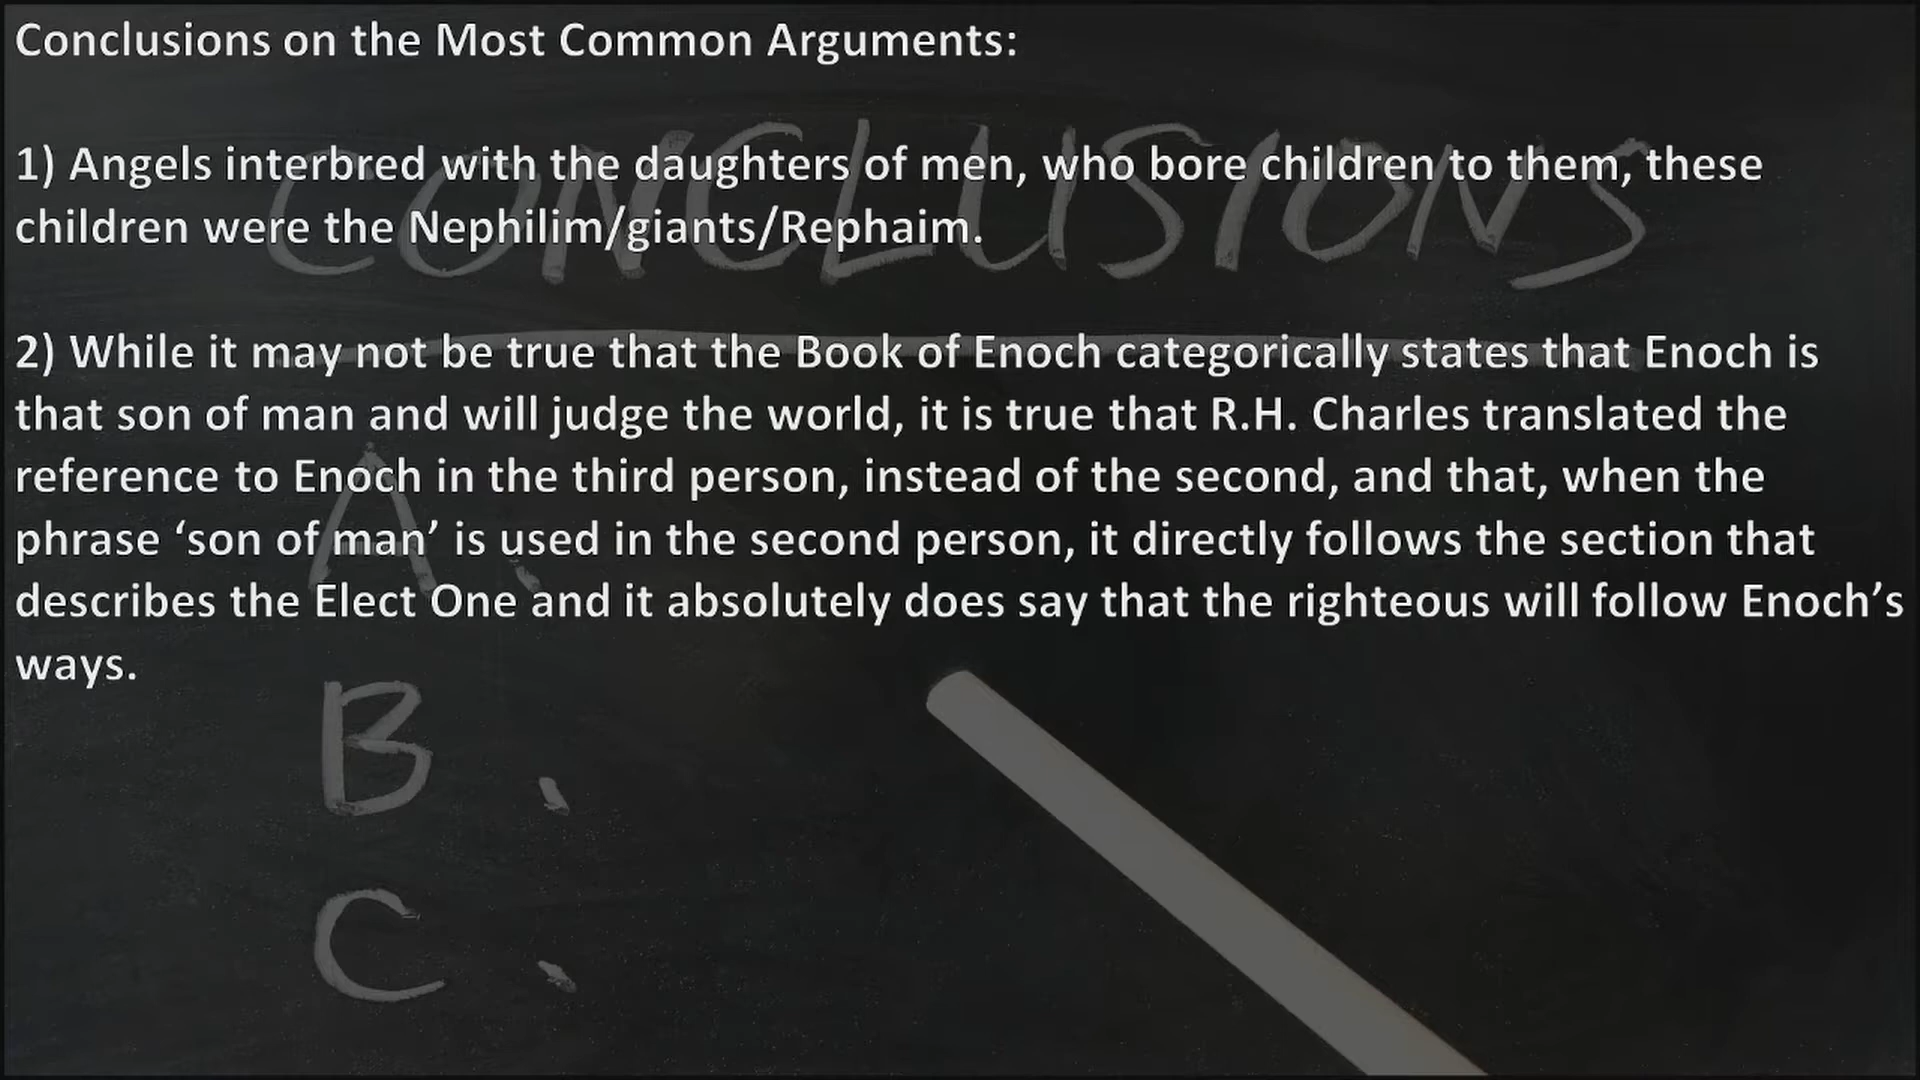 Conclusions on the Most Common Arguments:
CONCLUSIONS
1) Angels interbred with the daughters of men, who bore children to them, these
children were the Nephilim/giants/Rephaim.
2) While it may not be true that the Book of Enoch categorically states that Enoch is
that son of man and will judge the world, it is true that R.H. Charles translated the
reference to Enoch in the third person, instead of the second, and that, when the
phrase ‘son of man’ is used in the second person, it directly follows the section that
describes the Elect One and it absolutely does say that the righteous will follow Enoch’s
ways.
A.
B.
C.